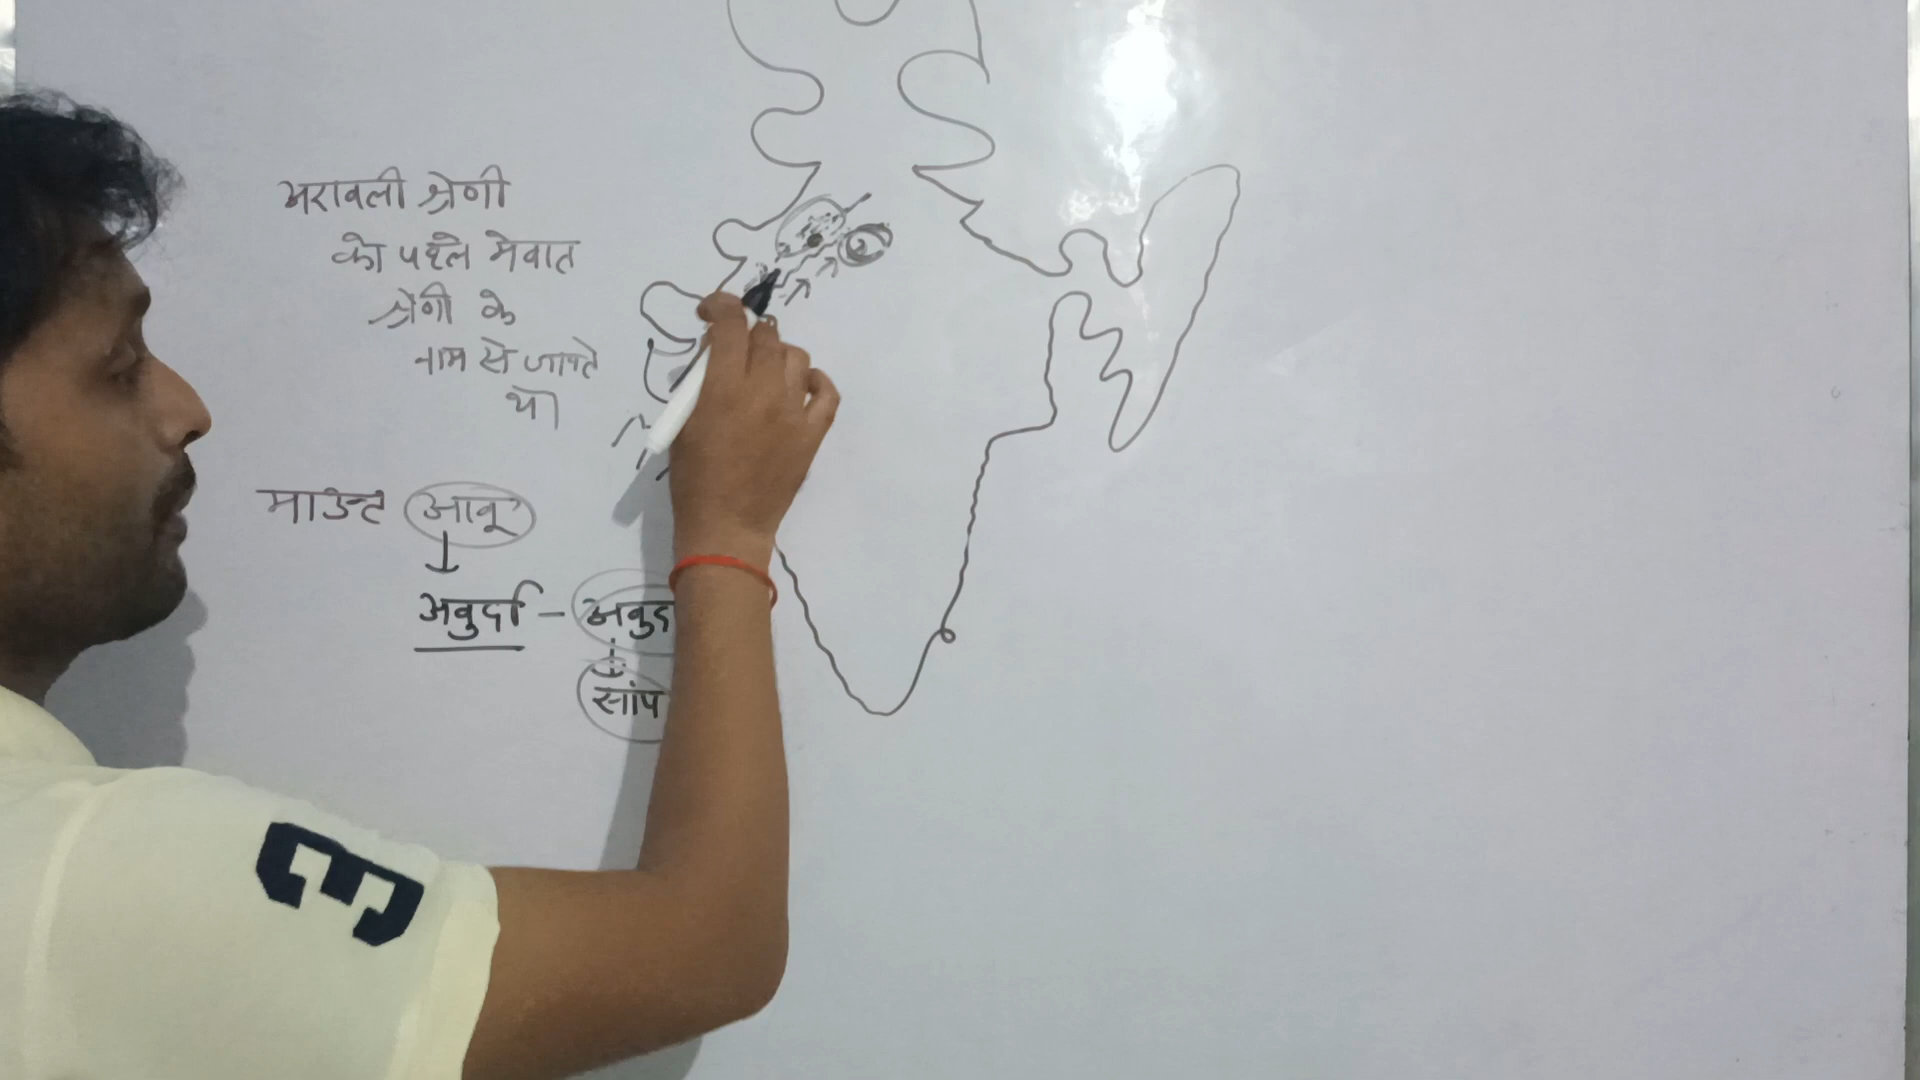 अरावली श्रेणी
को पहले मेवात
श्रेणी के
नाम से जानते
थे।
माउन्ट आबू
अबुर्दा - अबुद
सांप